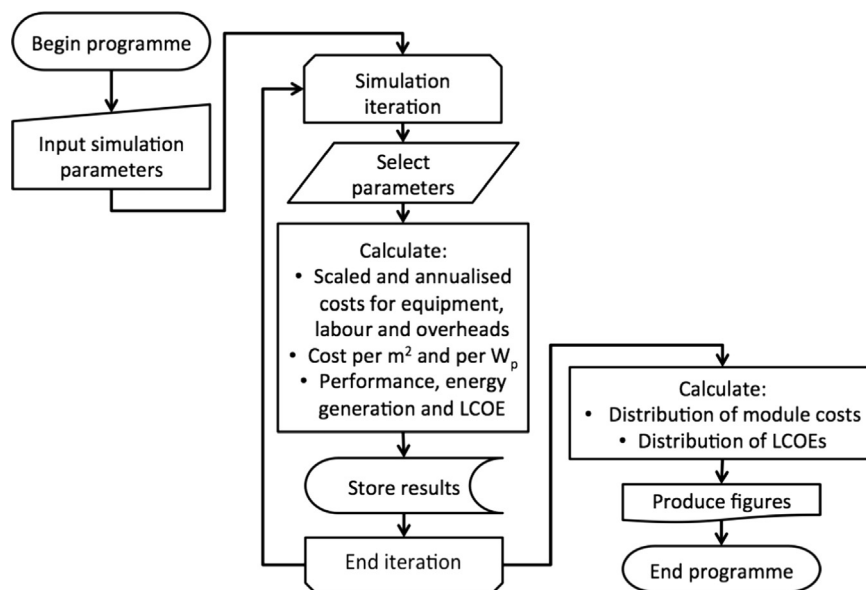 Begin programme
Input simulation
parameters
Simulation
iteration
Select
parameters
Calculate:
• Scaled and annualised
costs for equipment,
labour and overheads
• Cost per m² and per Wₚ
• Performance, energy
generation and LCOE
Store results
End iteration
Calculate:
• Distribution of module costs
• Distribution of LCOEs
Produce figures
End programme